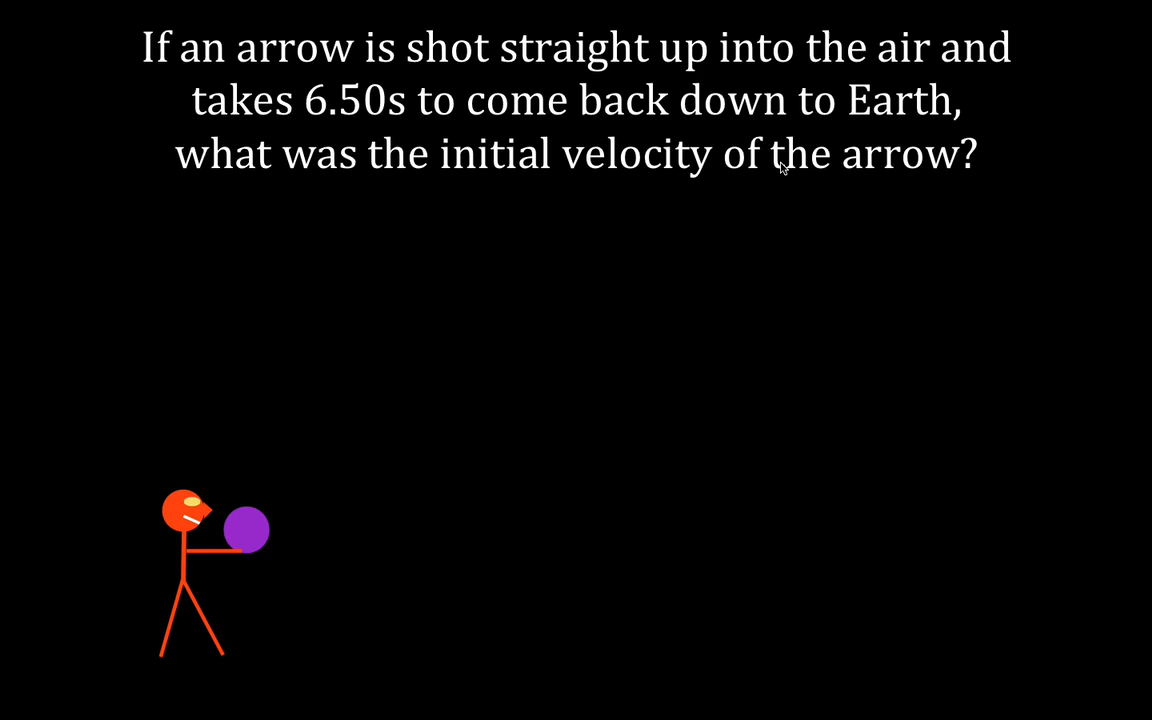 If an arrow is shot straight up into the air and
takes 6.50s to come back down to Earth,
what was the initial velocity of the arrow?